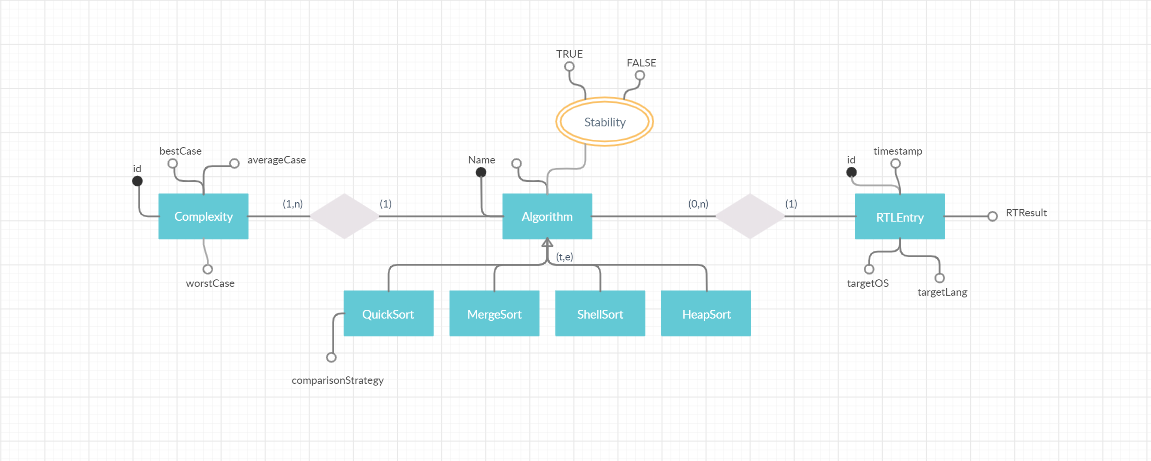 TRUE
FALSE
Stability
bestCase
averageCase
id
Name
timestamp
id
Complexity
(1,n)
(1)
Algorithm
(0,n)
(1)
RTLEntry
RTResult
(t,e)
worstCase
targetOS
targetLang
QuickSort
MergeSort
ShellSort
HeapSort
comparisonStrategy